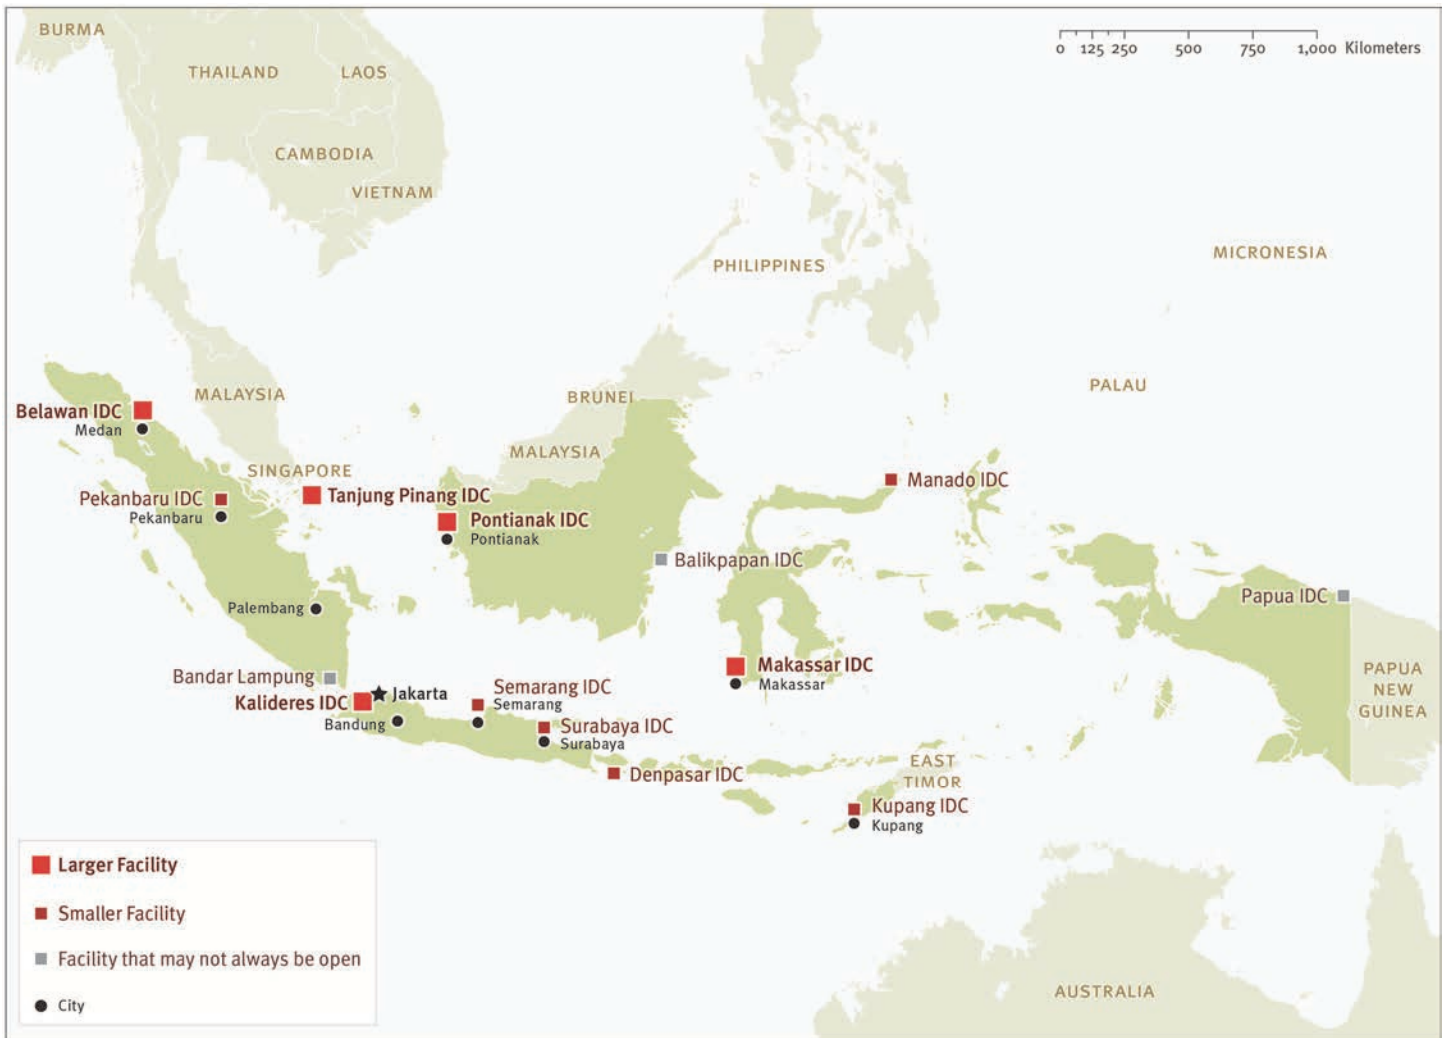 BURMA
THAILAND
LAOS
0 125 250 500 750 1,000 Kilometers
CAMBODIA
VIETNAM
PHILIPPINES
MICRONESIA
MALAYSIA
BRUNEI
PALAU
Belawan IDC
Medan
MALAYSIA
SINGAPORE
Manado IDC
Pekanbaru IDC
Pekanbaru
Tanjung Pinang IDC
Pontianak IDC
Pontianak
Balikpapan IDC
Papua IDC
Palembang
Bandar Lampung
Makassar IDC
Makassar
PAPUA
NEW
GUINEA
Kalideres IDC
Jakarta
Semarang IDC
Semarang
Bandung
Surabaya IDC
Surabaya
Denpasar IDC
EAST
TIMOR
Kupang IDC
Kupang
Larger Facility
Smaller Facility
Facility that may not always be open
City
AUSTRALIA